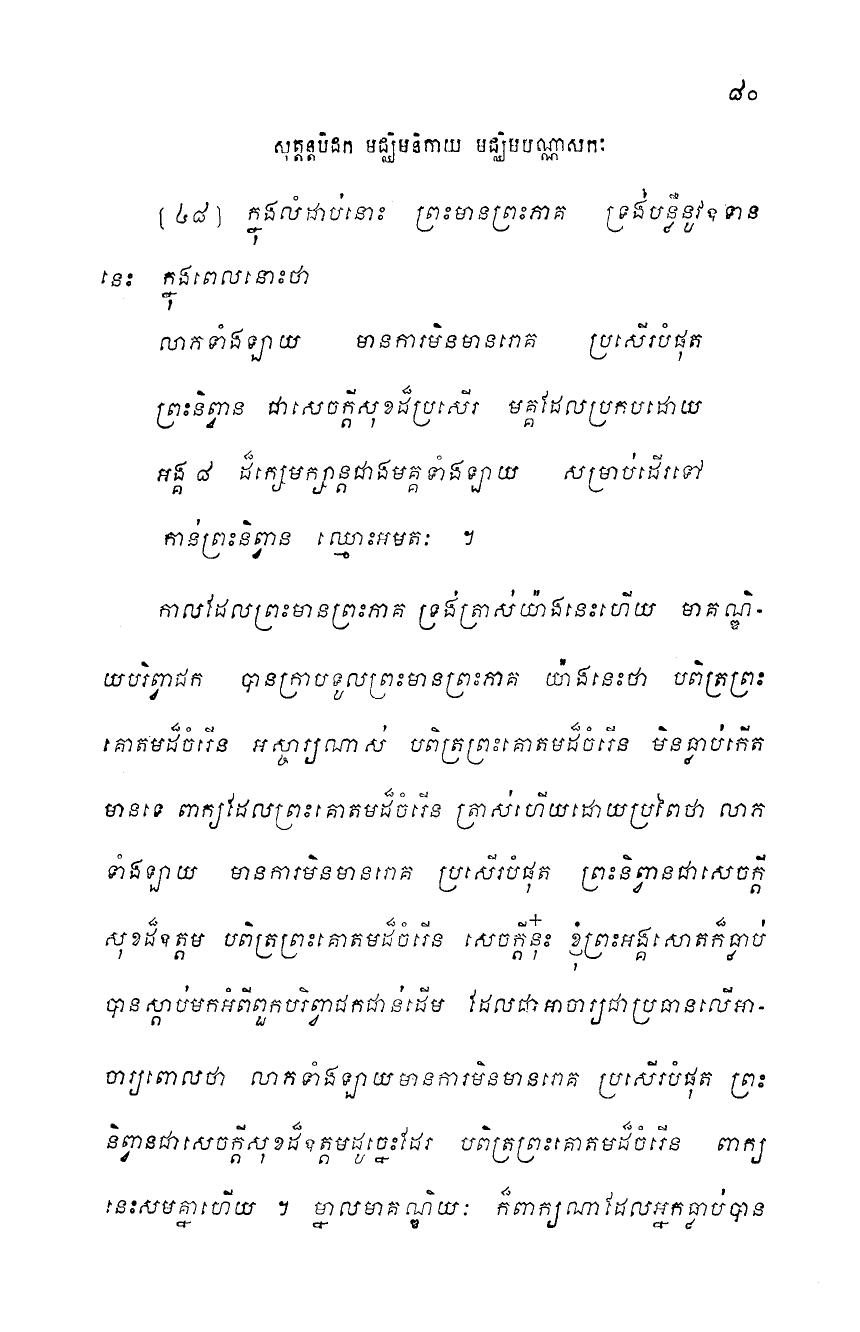 ៨០
សុត្តន្តបិដក មជ្ឈិមនិកាយ មជ្ឈិមបណ្ណាសកៈ
(៤៨) ក្នុងលំដាប់នោះ ព្រះមានព្រះភាគ ទ្រង់បន្លឺនូវឧទាន
នេះ ក្នុងពេលនោះថា
លាភទាំងឡាយ មានការមិនមានរោគ ប្រសើរបំផុត
ព្រះនិព្វាន ជាសេចក្តីសុខដ៏ប្រសើរ មគ្គដែលប្រកបដោយ
អង្គ ៨ ដ៏ក្សេមក្សាន្តជាងមគ្គទាំងឡាយ សម្រាប់ដើរទៅ
កាន់ព្រះនិព្វាន ឈ្មោះអមតៈ ។
កាលដែលព្រះមានព្រះភាគ ទ្រង់ត្រាស់យ៉ាងនេះហើយ មាគណ្ឌិ-
យបរិព្វាជក បានក្រាបទូលព្រះមានព្រះភាគ យ៉ាងនេះថា បពិត្រព្រះ
គោតមដ៏ចំរើន អស្ចារ្យណាស់ បពិត្រព្រះគោតមដ៏ចំរើន មិនធ្លាប់កើត
មានទេ ពាក្យដែលព្រះគោតមដ៏ចំរើន ត្រាស់ហើយដោយប្រពៃថា លាភ
ទាំងឡាយ មានការមិនមានរោគ ប្រសើរបំផុត ព្រះនិព្វានជាសេចក្តី
សុខដ៏ឧត្តម បពិត្រព្រះគោតមដ៏ចំរើន សេចក្តីនុ៎ះ ខ្ញុំព្រះអង្គសោតក៏ធ្លាប់
បានស្តាប់មកអំពីពួកបរិព្វាជកជាន់ដើម ដែលជាអាចារ្យជាប្រធានលើអា-
ចារ្យពោលថា លាភទាំងឡាយមានការមិនមានរោគ ប្រសើរបំផុត ព្រះ
និព្វានជាសេចក្តីសុខដ៏ឧត្តមដូច្នេះដែរ បពិត្រព្រះគោតមដ៏ចំរើន ពាក្យ
នេះសមគ្នាហើយ ។ ម្នាលមាគណ្ឌិយៈ ក៏ពាក្យណាដែលអ្នកធ្លាប់បាន